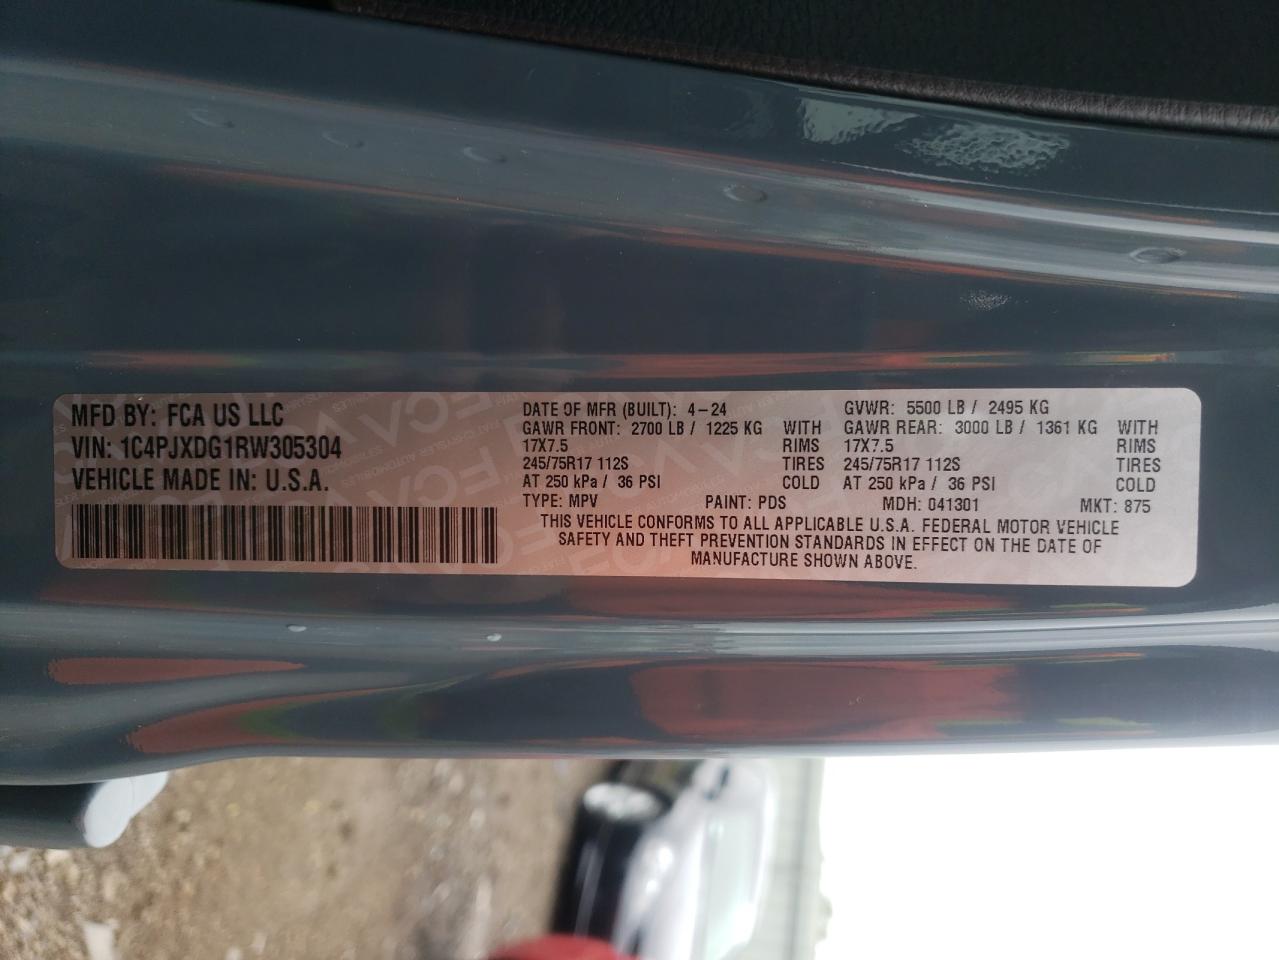 MFD BY: FCA US LLC
VIN: 1C4PJXDG1RW305304
VEHICLE MADE IN: U.S.A.
DATE OF MFR (BUILT): 4-24 GVWR: 5500 LB / 2495 KG
GAWR FRONT: 2700 LB / 1225 KG WITH GAWR REAR: 3000 LB / 1361 KG WITH
17X7.5 RIMS 17X7.5 RIMS
245/75R17 112S TIRES 245/75R17 112S TIRES
AT 250 kPa / 36 PSI COLD AT 250 kPa / 36 PSI COLD
TYPE: MPV PAINT: PDS MDH: 041301 MKT: 875
THIS VEHICLE CONFORMS TO ALL APPLICABLE U.S.A. FEDERAL MOTOR VEHICLE
SAFETY AND THEFT PREVENTION STANDARDS IN EFFECT ON THE DATE OF
MANUFACTURE SHOWN ABOVE.